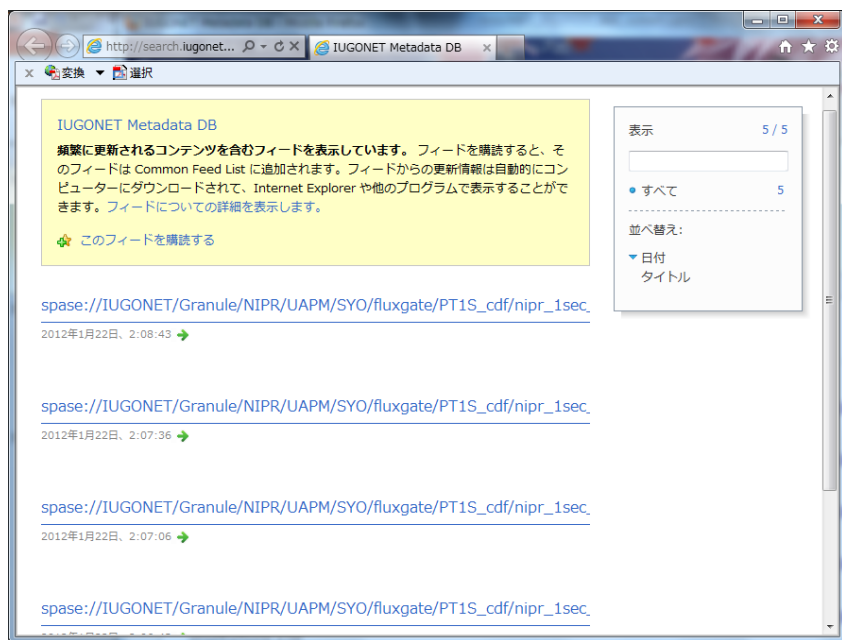 http://search.iugonet...
IUGONET Metadata DB
変換
選択
IUGONET Metadata DB
頻繁に更新されるコンテンツを含むフィードを表示しています。 フィードを購読すると、そ
のフィードは Common Feed List に追加されます。フィードからの更新情報は自動的にコン
ピューターにダウンロードされて、Internet Explorer や他のプログラムで表示することがで
きます。フィードについての詳細を表示します。
このフィードを購読する
spase://IUGONET/Granule/NIPR/UAPM/SYO/fluxgate/PT1S_cdf/nipr_1sec_
2012年1月22日、2:08:43
spase://IUGONET/Granule/NIPR/UAPM/SYO/fluxgate/PT1S_cdf/nipr_1sec_
2012年1月22日、2:07:36
spase://IUGONET/Granule/NIPR/UAPM/SYO/fluxgate/PT1S_cdf/nipr_1sec_
2012年1月22日、2:07:06
spase://IUGONET/Granule/NIPR/UAPM/SYO/fluxgate/PT1S_cdf/nipr_1sec_
表示 5 / 5
すべて 5
並べ替え:
日付
タイトル